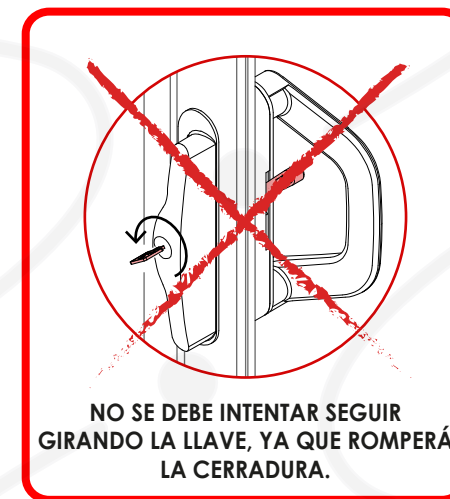 NO SE DEBE INTENTAR SEGUIR
GIRANDO LA LLAVE, YA QUE ROMPERÁ
LA CERRADURA.